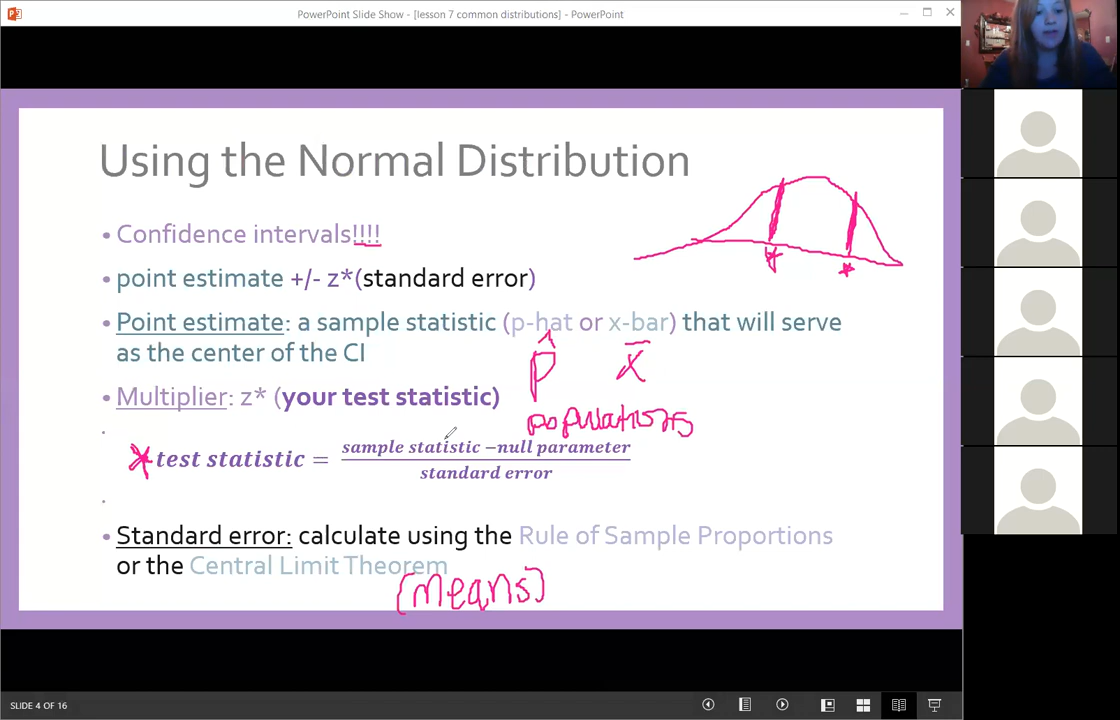 PowerPoint Slide Show - [lesson 7 common distributions] - PowerPoint
Using the Normal Distribution
• Confidence intervals!!!!
• point estimate +/- z*(standard error)
• Point estimate: a sample statistic (p-hat or x-bar) that will serve
as the center of the CI
p̂ x̄
• Multiplier: z* (your test statistic)
populations
* test statistic = sample statistic −null parameter
standard error
• Standard error: calculate using the Rule of Sample Proportions
or the Central Limit Theorem
(means)
SLIDE 4 OF 16